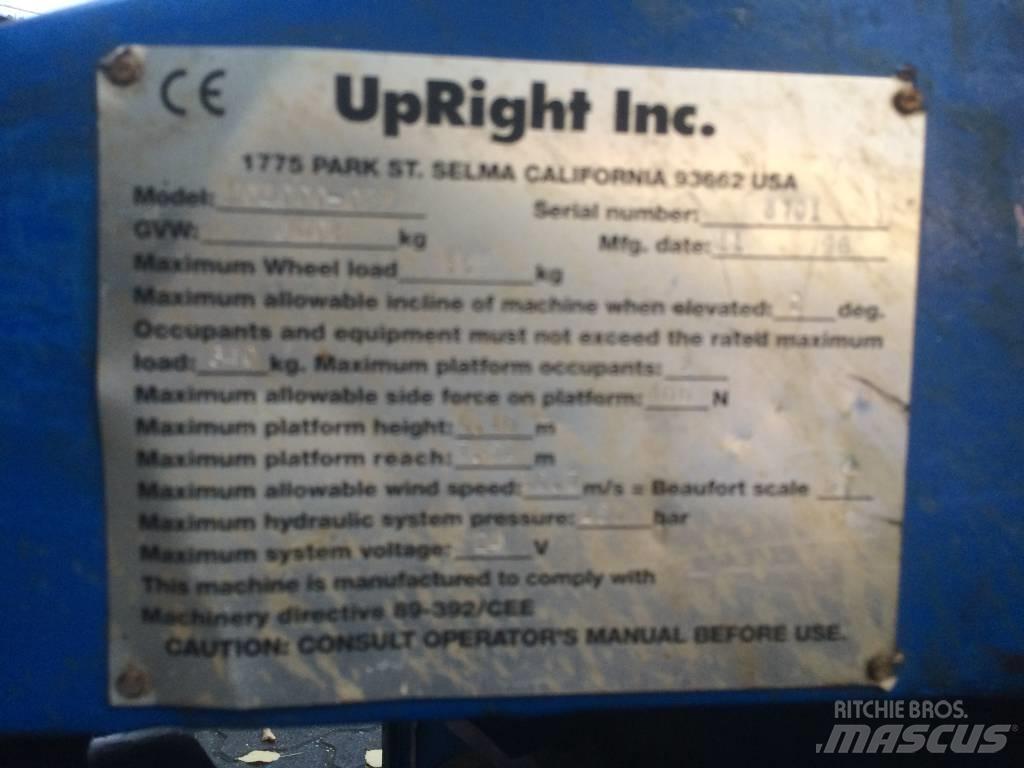 CE
UpRight Inc.
1775 PARK ST. SELMA CALIFORNIA 93662 USA
Model:
Serial number: 8701
GVW: kg
Mfg. date: 11 96
Maximum Wheel load kg
Maximum allowable incline of machine when elevated: deg.
Occupants and equipment must not exceed the rated maximum
load: kg. Maximum platform occupants:
Maximum allowable side force on platform: N
Maximum platform height: m
Maximum platform reach: m
Maximum allowable wind speed: m/s = Beaufort scale
Maximum hydraulic system pressure: bar
Maximum system voltage: V
This machine is manufactured to comply with
Machinery directive 89-392/CEE
CAUTION: CONSULT OPERATOR'S MANUAL BEFORE USE.
RITCHIE BROS.
MASCUS